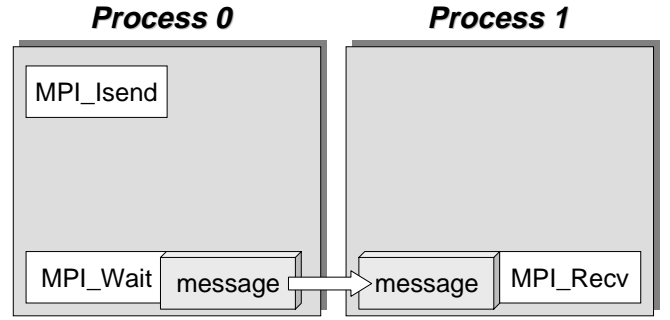 Process 0
Process 1
MPI_Isend
MPI_Wait
message
message
MPI_Recv